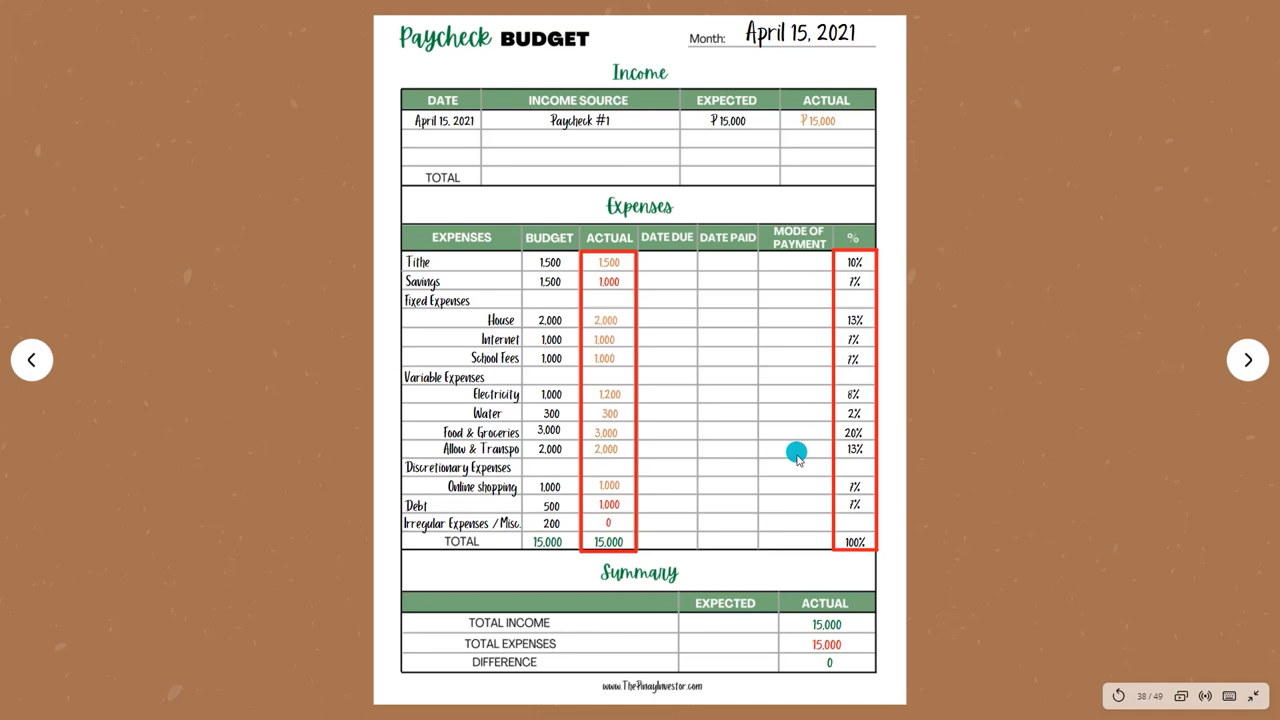 Paycheck BUDGET Month: April 15, 2021
Income
DATE INCOME SOURCE EXPECTED ACTUAL
April 15, 2021 Paycheck #1 ₱ 15,000 ₱ 15,000
TOTAL
Expenses
EXPENSES BUDGET ACTUAL DATE DUE DATE PAID MODE OF PAYMENT %
Tithe 1,500 1,500 10%
Savings 1,500 1,000 7%
Fixed Expenses
House 2,000 2,000 13%
Internet 1,000 1,000 7%
School Fees 1,000 1,000 7%
Variable Expenses
Electricity 1,000 1,200 8%
Water 300 300 2%
Food & Groceries 3,000 3,000 20%
Allow & Transpo 2,000 2,000 13%
Discretionary Expenses
Online shopping 1,000 1,000 7%
Debt 500 1,000 7%
Irregular Expenses / Misc. 200 0
TOTAL 15,000 15,000 100%
Summary
EXPECTED ACTUAL
TOTAL INCOME 15,000
TOTAL EXPENSES 15,000
DIFFERENCE 0
www.ThePinayInvestor.com
38 / 49